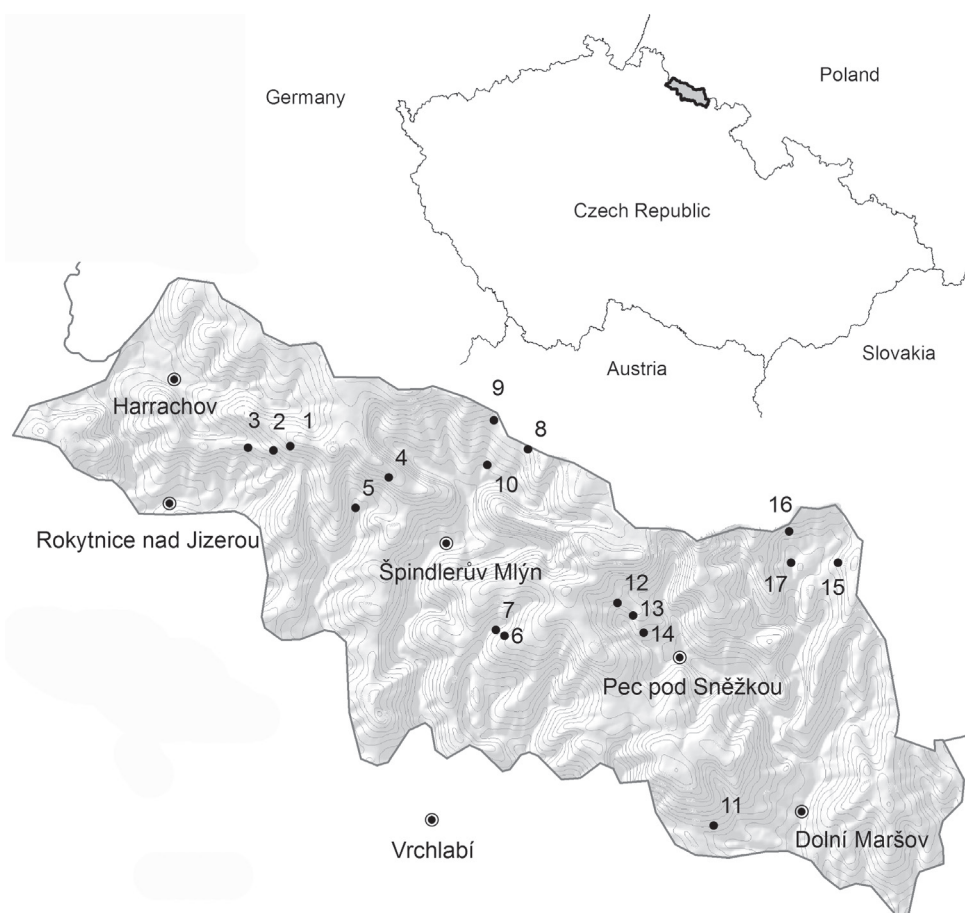 Germany
Poland
Czech Republic
Austria
Slovakia
Harrachov
3 2 1
9
8
4
10
5
Rokytnice nad Jizerou
Špindlerův Mlýn
16
17
15
12
13
14
7
6
Pec pod Sněžkou
11
Dolní Maršov
Vrchlabí